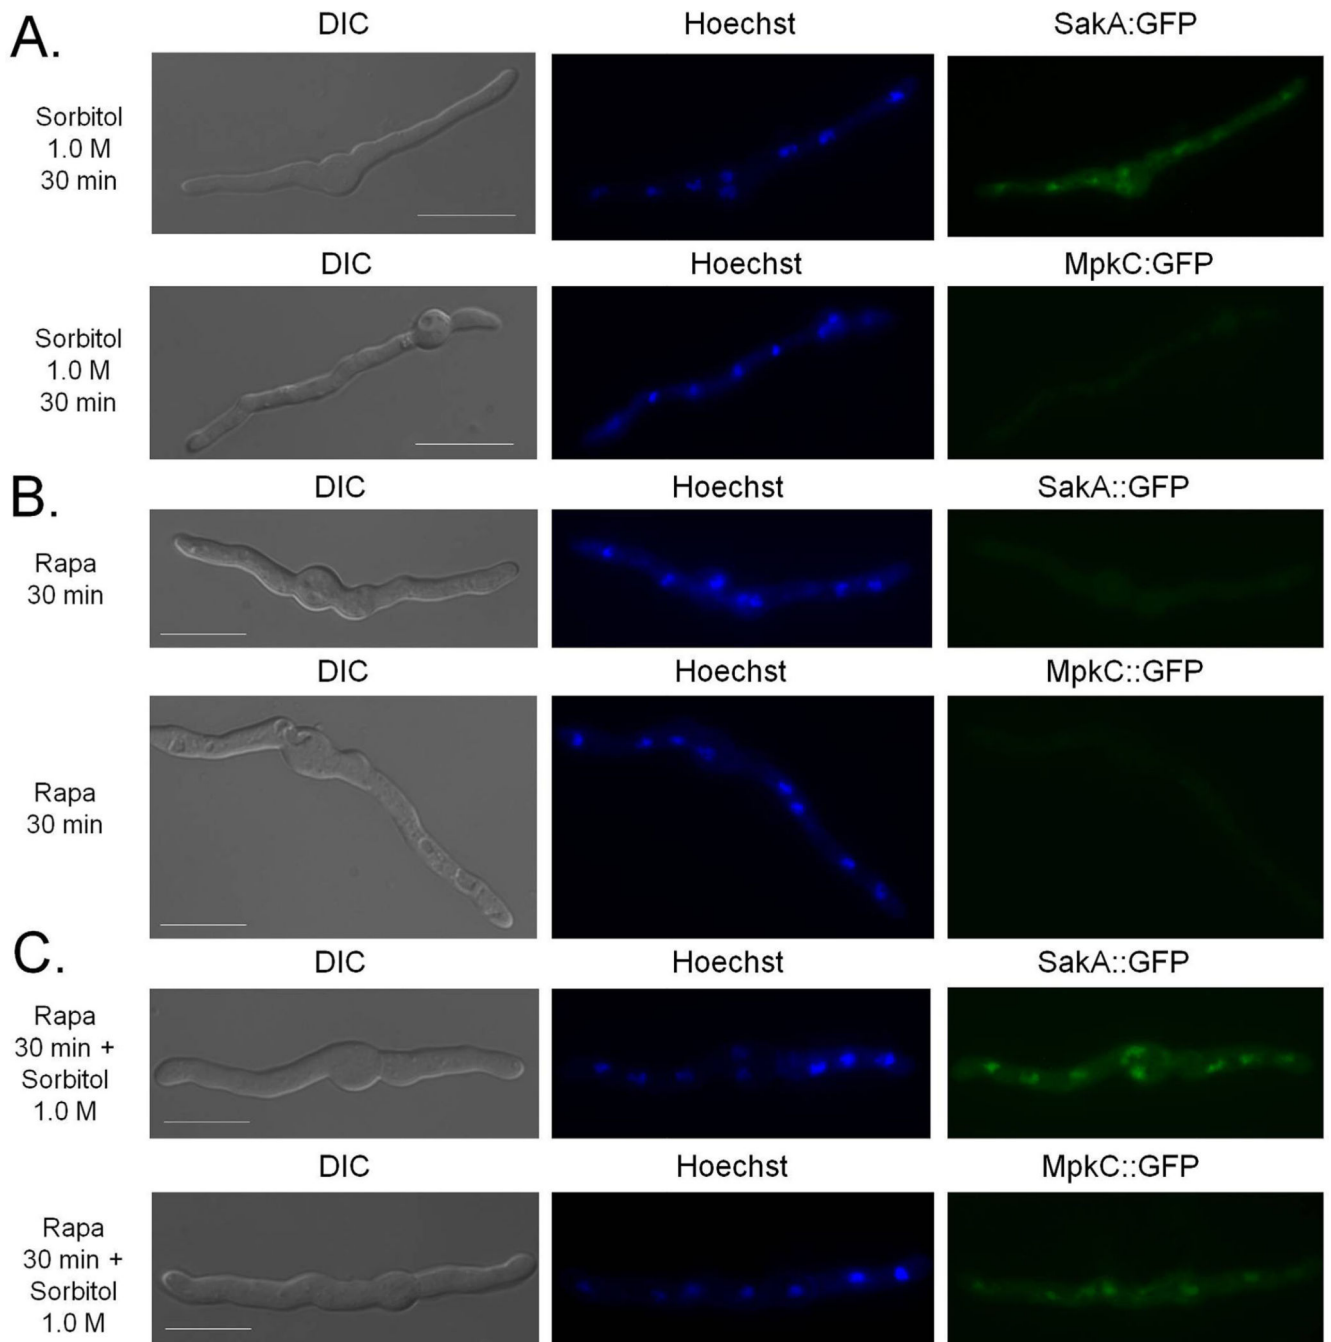 A.
DIC
Hoechst
SakA:GFP
Sorbitol
1.0 M
30 min
DIC
Hoechst
MpkC:GFP
Sorbitol
1.0 M
30 min
B.
DIC
Hoechst
SakA::GFP
Rapa
30 min
DIC
Hoechst
MpkC::GFP
Rapa
30 min
C.
DIC
Hoechst
SakA::GFP
Rapa
30 min +
Sorbitol
1.0 M
DIC
Hoechst
MpkC::GFP
Rapa
30 min +
Sorbitol
1.0 M